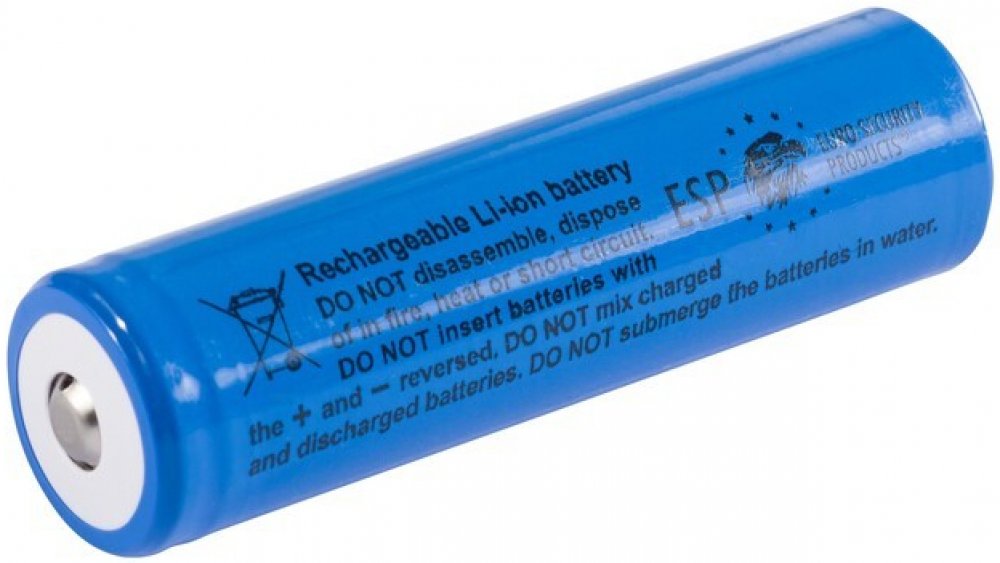 Rechargeable Li-Ion battery
DO NOT disassemble, dispose
of in fire, heat or short circuit.
DO NOT insert batteries with
the + and − reversed. DO NOT mix charged
and discharged batteries. DO NOT submerge the batteries in water.
ESP
EURO-SECURITY
PRODUCTS™